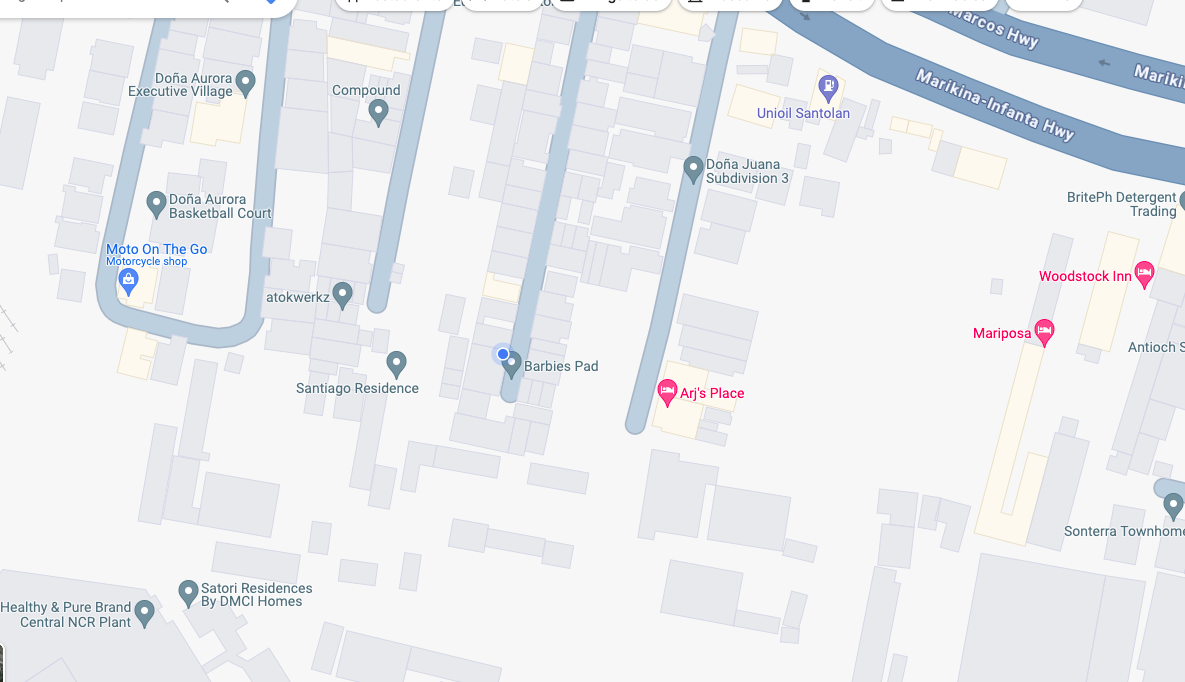 Marcos Hwy
Mariki
Marikina-Infanta Hwy
Doña Aurora
Executive Village
Compound
Unioil Santolan
Doña Juana
Subdivision 3
Doña Aurora
Basketball Court
BritePh Detergent
Trading
Moto On The Go
Motorcycle shop
Woodstock Inn
atokwerkz
Mariposa
Antioch S
Barbies Pad
Santiago Residence
Arj's Place
Sonterra Townhome
Satori Residences
By DMCI Homes
Healthy & Pure Brand
Central NCR Plant